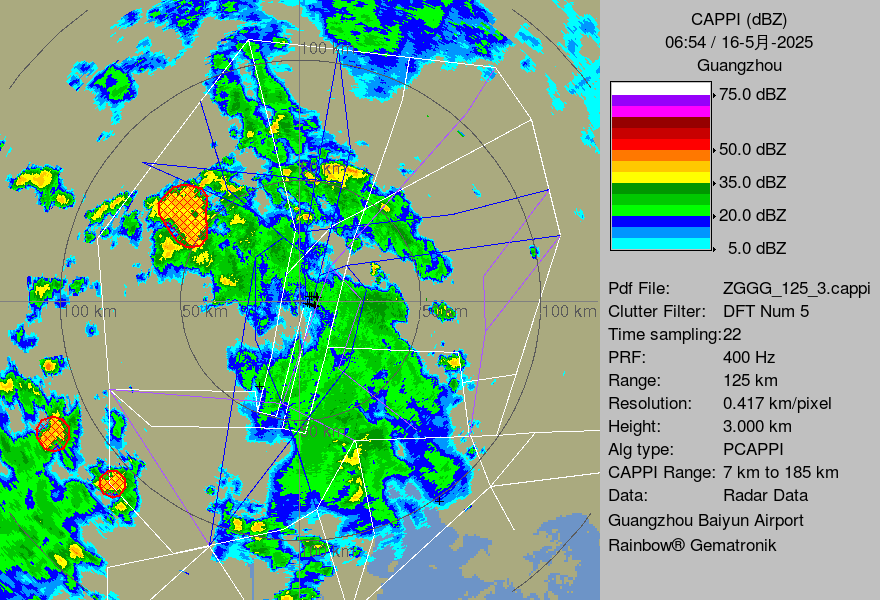 CAPPI (dBZ)
06:54 / 16-5月-2025
Guangzhou
75.0 dBZ
50.0 dBZ
35.0 dBZ
20.0 dBZ
5.0 dBZ
Pdf File: ZGGG_125_3.cappi
Clutter Filter: DFT Num 5
Time sampling:22
PRF: 400 Hz
Range: 125 km
Resolution: 0.417 km/pixel
Height: 3.000 km
Alg type: PCAPPI
CAPPI Range: 7 km to 185 km
Data: Radar Data
Guangzhou Baiyun Airport
Rainbow® Gematronik
100 km
50 km
100 km
50 km
50 km
100 km
50 km
100 km